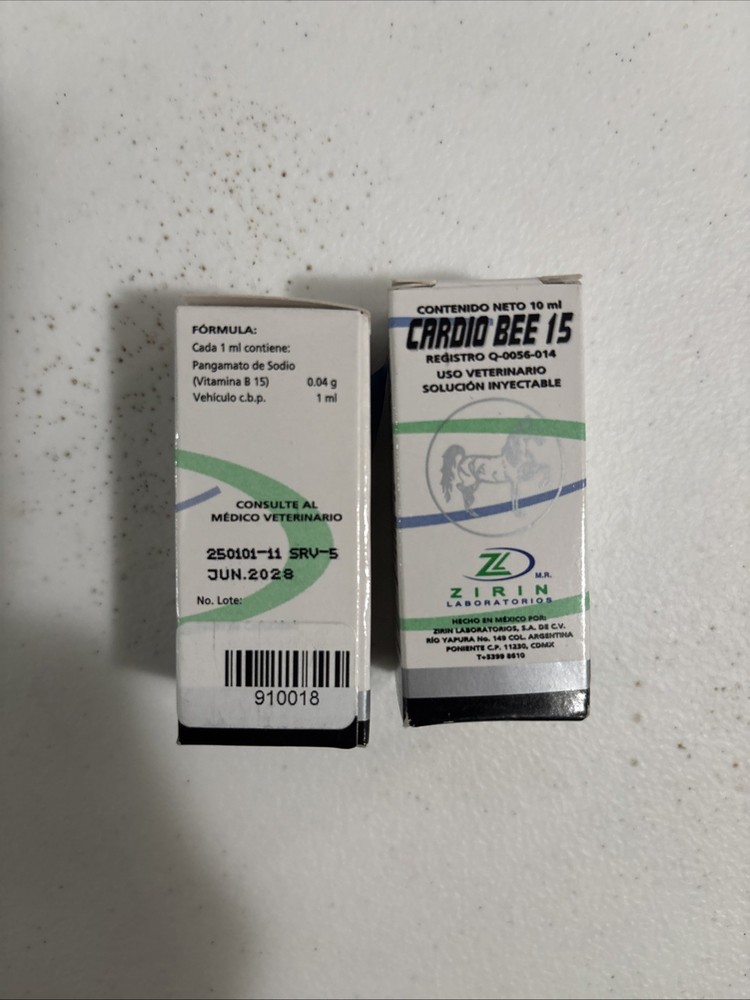 FÓRMULA:
Cada 1 ml contiene:
Pangamato de Sodio
(Vitamina B 15) 0.04 g
Vehículo c.b.p. 1 ml
CONSULTE AL
MÉDICO VETERINARIO
250101-11 SRV-5
JUN.2028
No. Lote:
910018
CONTENIDO NETO 10 ml
CARDIO BEE 15
REGISTRO Q-0056-014
USO VETERINARIO
SOLUCIÓN INYECTABLE
ZL
M.R.
ZIRIN
LABORATORIOS
HECHO EN MÉXICO POR:
ZIRIN LABORATORIOS, S.A. DE C.V.
RÍO YAPURA No. 149 COL. ARGENTINA
PONIENTE C.P. 11230, CDMX
T+5399 8610